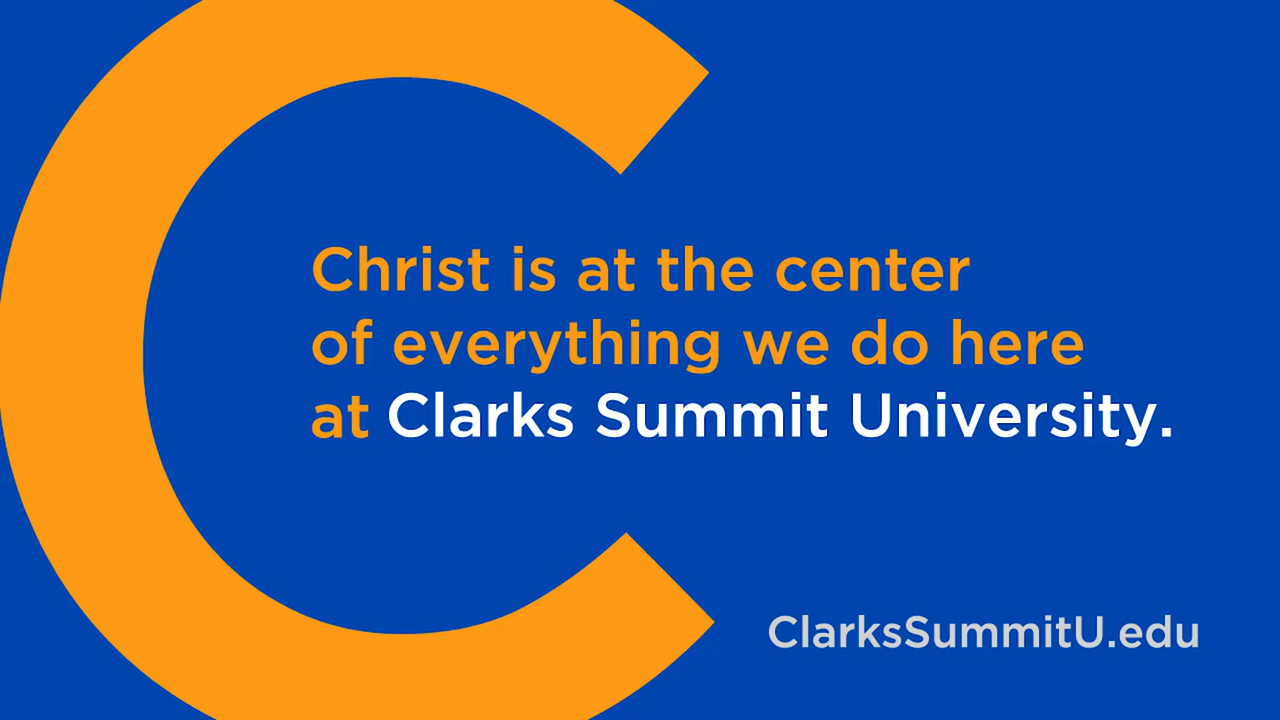 Christ is at the center
of everything we do here
at Clarks Summit University.
ClarksSummitU.edu